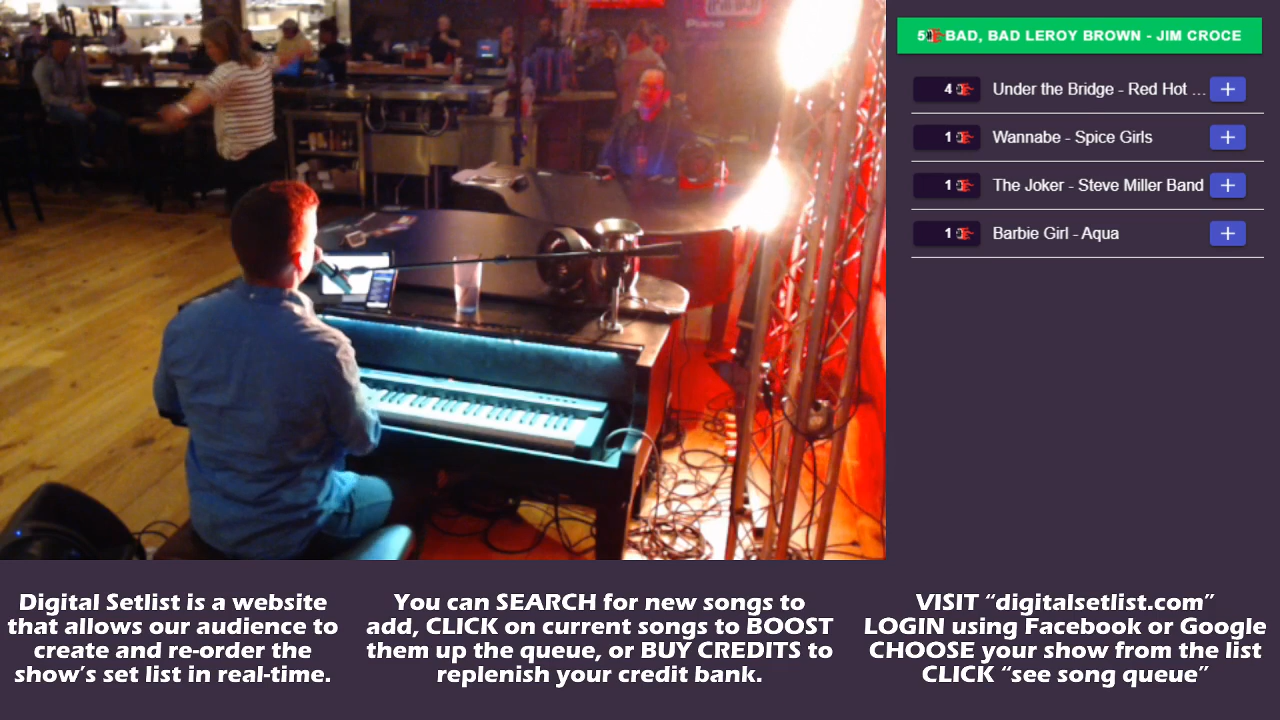 Piano
5 BAD, BAD LEROY BROWN - JIM CROCE
4 Under the Bridge - Red Hot ...
1 Wannabe - Spice Girls
1 The Joker - Steve Miller Band
1 Barbie Girl - Aqua
Digital Setlist is a website
that allows our audience to
create and re-order the
show's set list in real-time.
You can SEARCH for new songs to
add, CLICK on current songs to BOOST
them up the queue, or BUY CREDITS to
replenish your credit bank.
VISIT “digitalsetlist.com”
LOGIN using Facebook or Google
CHOOSE your show from the list
CLICK “see song queue”